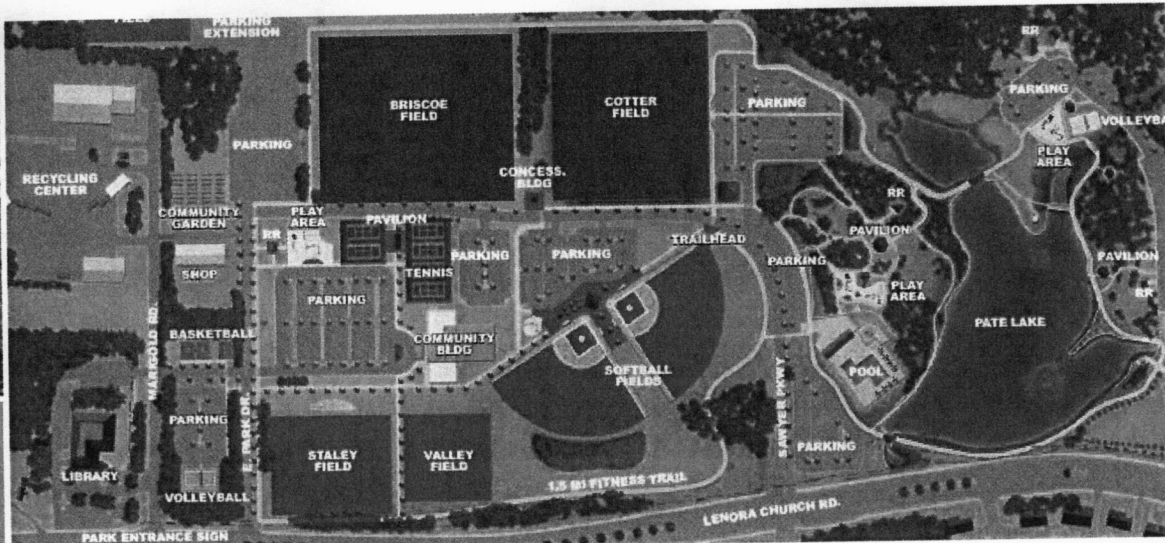 FIELD
PARKING
EXTENSION
BRISCOE
FIELD
COTTER
FIELD
PARKING
RR
PARKING
VOLLEYBA
PLAY
AREA
PARKING
CONCESS.
BLDG
RECYCLING
CENTER
COMMUNITY
GARDEN
PLAY
AREA
RR
PAVILION
TENNIS
PARKING
PARKING
TRAILHEAD
PARKING
RR
PAVILION
PLAY
AREA
PAVILION
RR
PATE LAKE
SHOP
PARKING
BASKETBALL
MARIGOLD RD.
E. PARK DR.
COMMUNITY
BLDG
SOFTBALL
FIELDS
POOL
SAWYER PKWY
PARKING
PARKING
LIBRARY
VOLLEYBALL
STALEY
FIELD
VALLEY
FIELD
1.5 MI FITNESS TRAIL
LENORA CHURCH RD.
PARK ENTRANCE SIGN